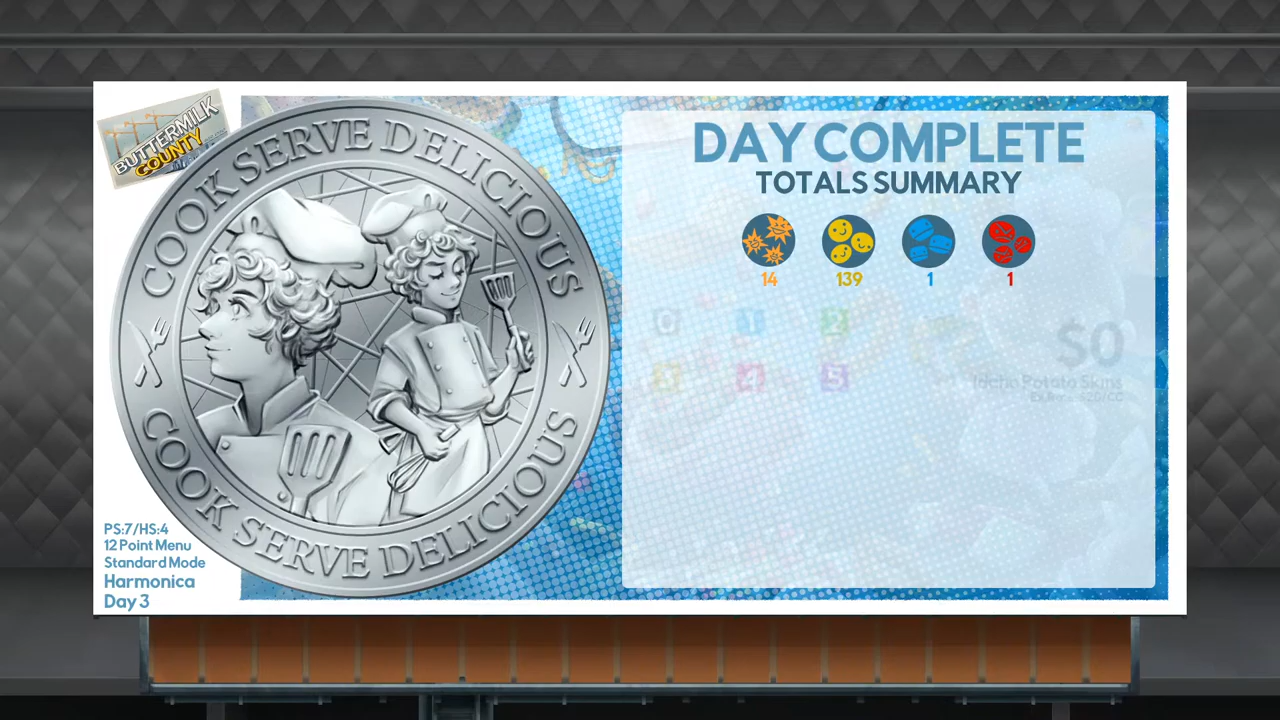 BUTTERMILK
COUNTY
COOK SERVE DELICIOUS
COOK SERVE DELICIOUS
PS:7/HS:4
12 Point Menu
Standard Mode
Harmonica
Day 3
DAY COMPLETE
TOTALS SUMMARY
14 139 1 1
0 1 2
3 4 5
$0
Idaho Potato Skins